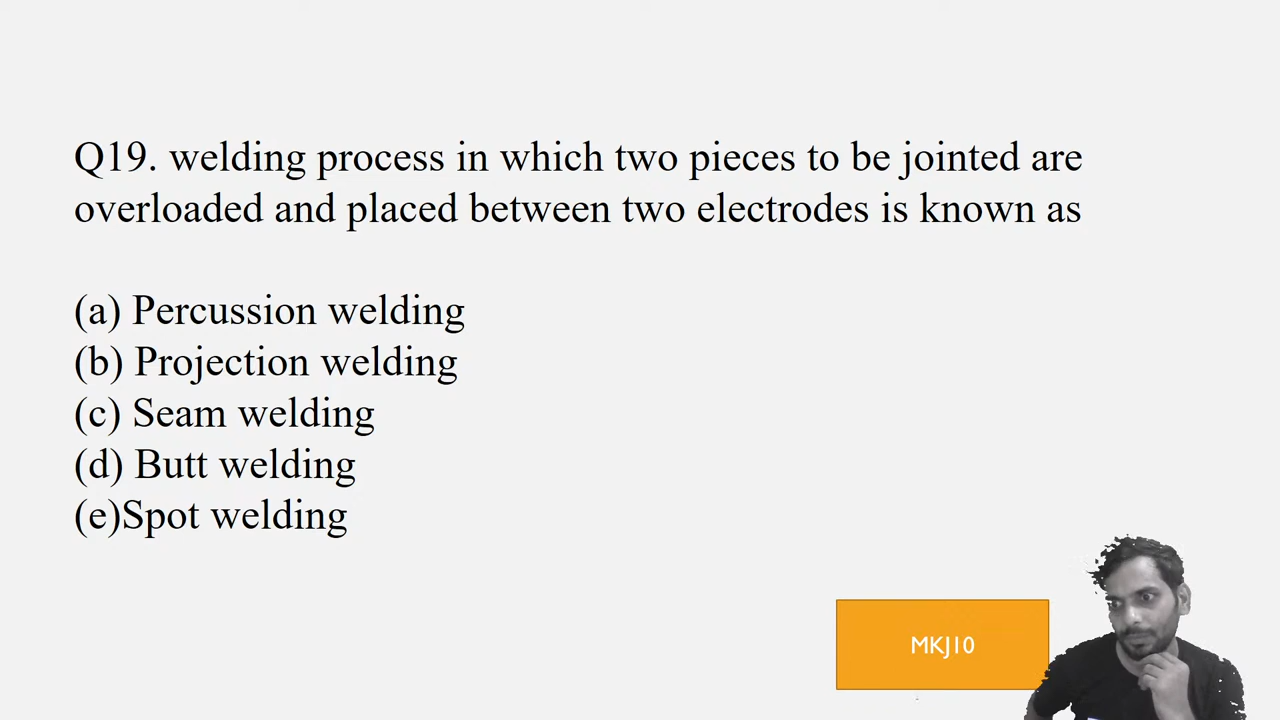 Q19. welding process in which two pieces to be jointed are
overloaded and placed between two electrodes is known as
(a) Percussion welding
(b) Projection welding
(c) Seam welding
(d) Butt welding
(e)Spot welding
MKJ10